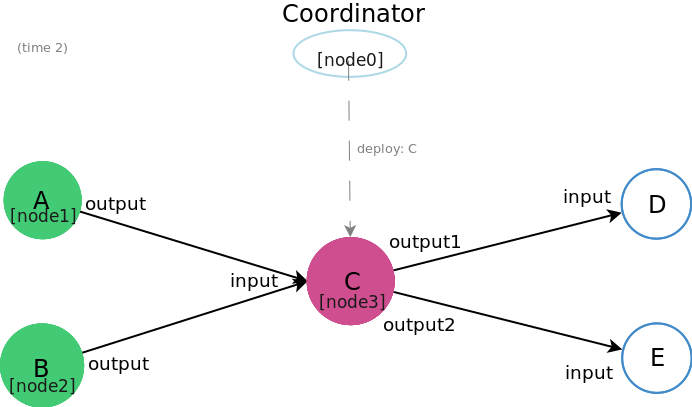 Coordinator
(time 2)
[node0]
deploy: C
A
[node1]
output
input
D
output1
input
C
[node3]
output2
B
[node2]
output
E
input